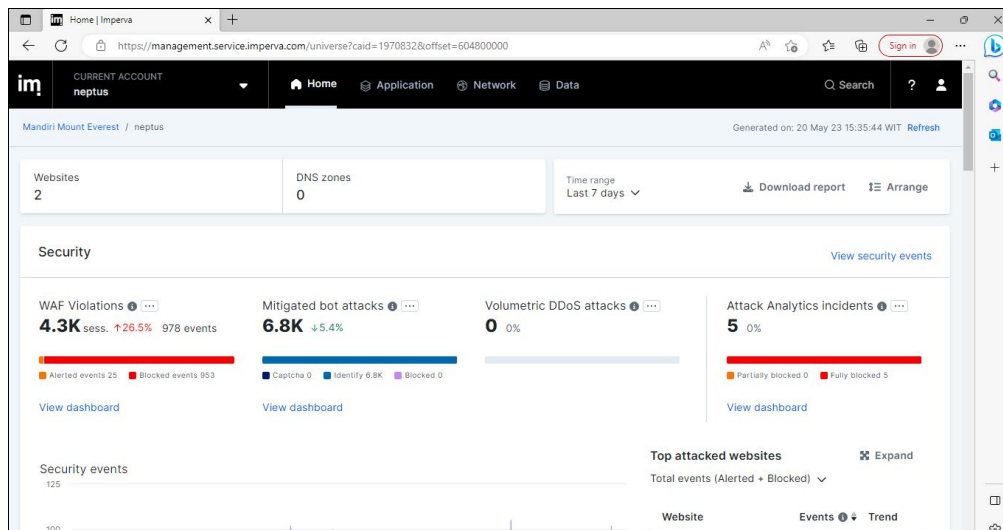 Home | Imperva
https://management.service.imperva.com/universe?caid=1970832&offset=604800000
Sign in
im
CURRENT ACCOUNT
neptus
Home
Application
Network
Data
Search
?
Mandiri Mount Everest / neptus
Generated on: 20 May 23 15:35:44 WIT Refresh
Websites
2
DNS zones
0
Time range
Last 7 days
Download report
Arrange
Security
View security events
WAF Violations
4.3K sess. ↑26.5% 978 events
Alerted events 25 Blocked events 953
View dashboard
Mitigated bot attacks
6.8K ↓5.4%
Captcha 0 Identify 6.8K Blocked 0
View dashboard
Volumetric DDoS attacks
0 0%
Attack Analytics incidents
5 0%
Partially blocked 0 Fully blocked 5
View dashboard
Security events
125
100
Top attacked websites
Expand
Total events (Alerted + Blocked)
Website Events Trend